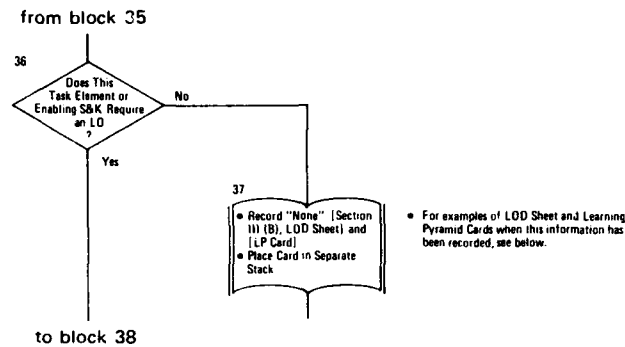 from block 35
36
Does This
Task Element or
Enabling S&K Require
an LO
?
No
Yes
37
• Record "None" [Section
III (B), LOD Sheet] and
[LP Card]
• Place Card in Separate
Stack
• For examples of LOD Sheet and Learning
Pyramid Cards when this information has
been recorded, see below.
to block 38